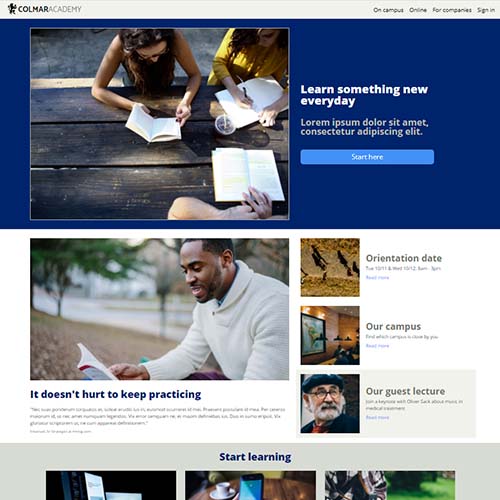 COLMARACADEMY
On campus Online For companies Sign in
Learn something new
everyday
Lorem ipsum dolor sit amet,
consectetur adipiscing elit.
Start here
Orientation date
Tue 10/11 & Wed 10/12, 8am - 3pm
Read more
Our campus
Find which campus is close by you
Read more
Our guest lecture
Join a keynote with Oliver Sack about music in
medical treatment
Read more
It doesn't hurt to keep practicing
Start learning